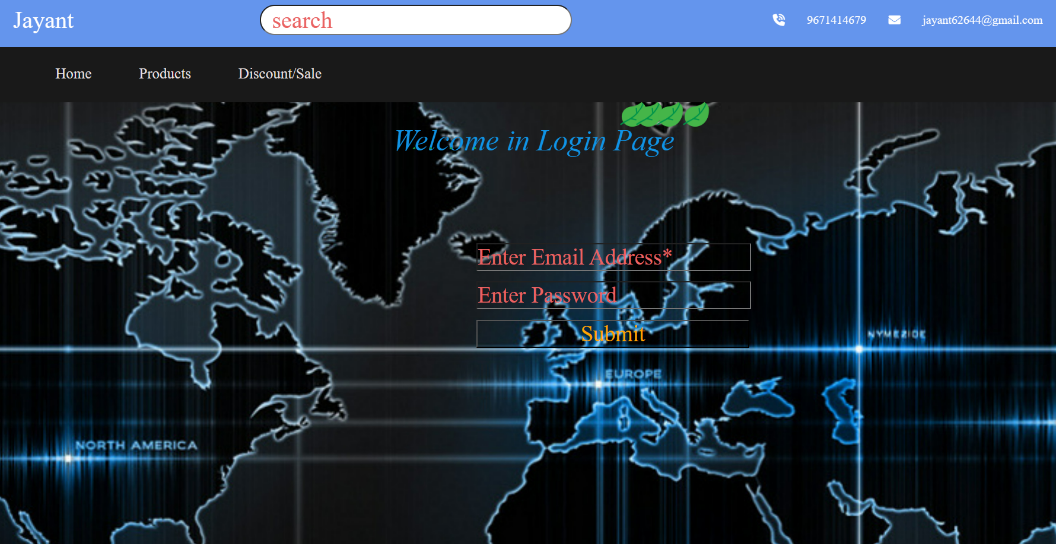 Jayant
search
9671414679
jayant62644@gmail.com
Home
Products
Discount/Sale
Welcome in Login Page
Enter Email Address*
Enter Password
Submit
NYMEZIDE
EUROPE
NORTH AMERICA